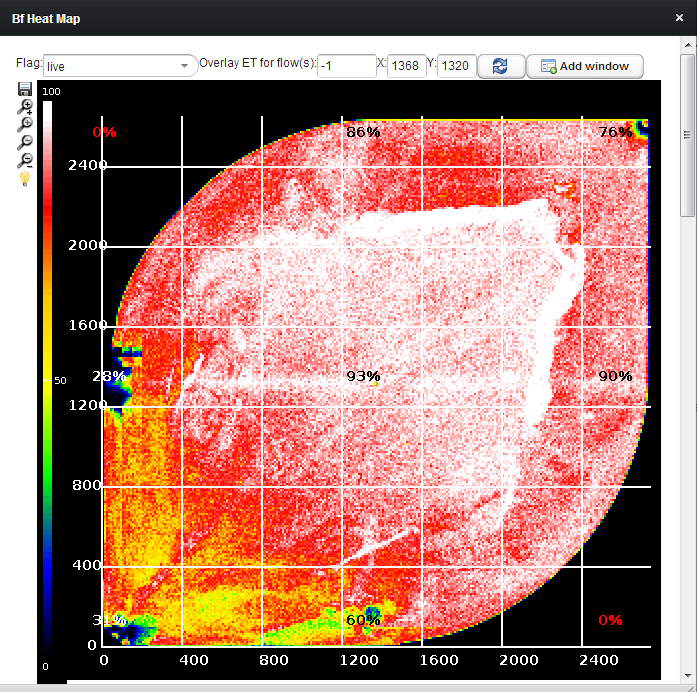 Bf Heat Map ×
Flag: live Overlay ET for flow(s): -1 X: 1368 Y: 1320 Add window
100
0% 86% 76%
2400
2000
1600
28% 93% 90%
50
1200
800
400
31% 60% 0%
0
400 800 1200 1600 2000 2400
0